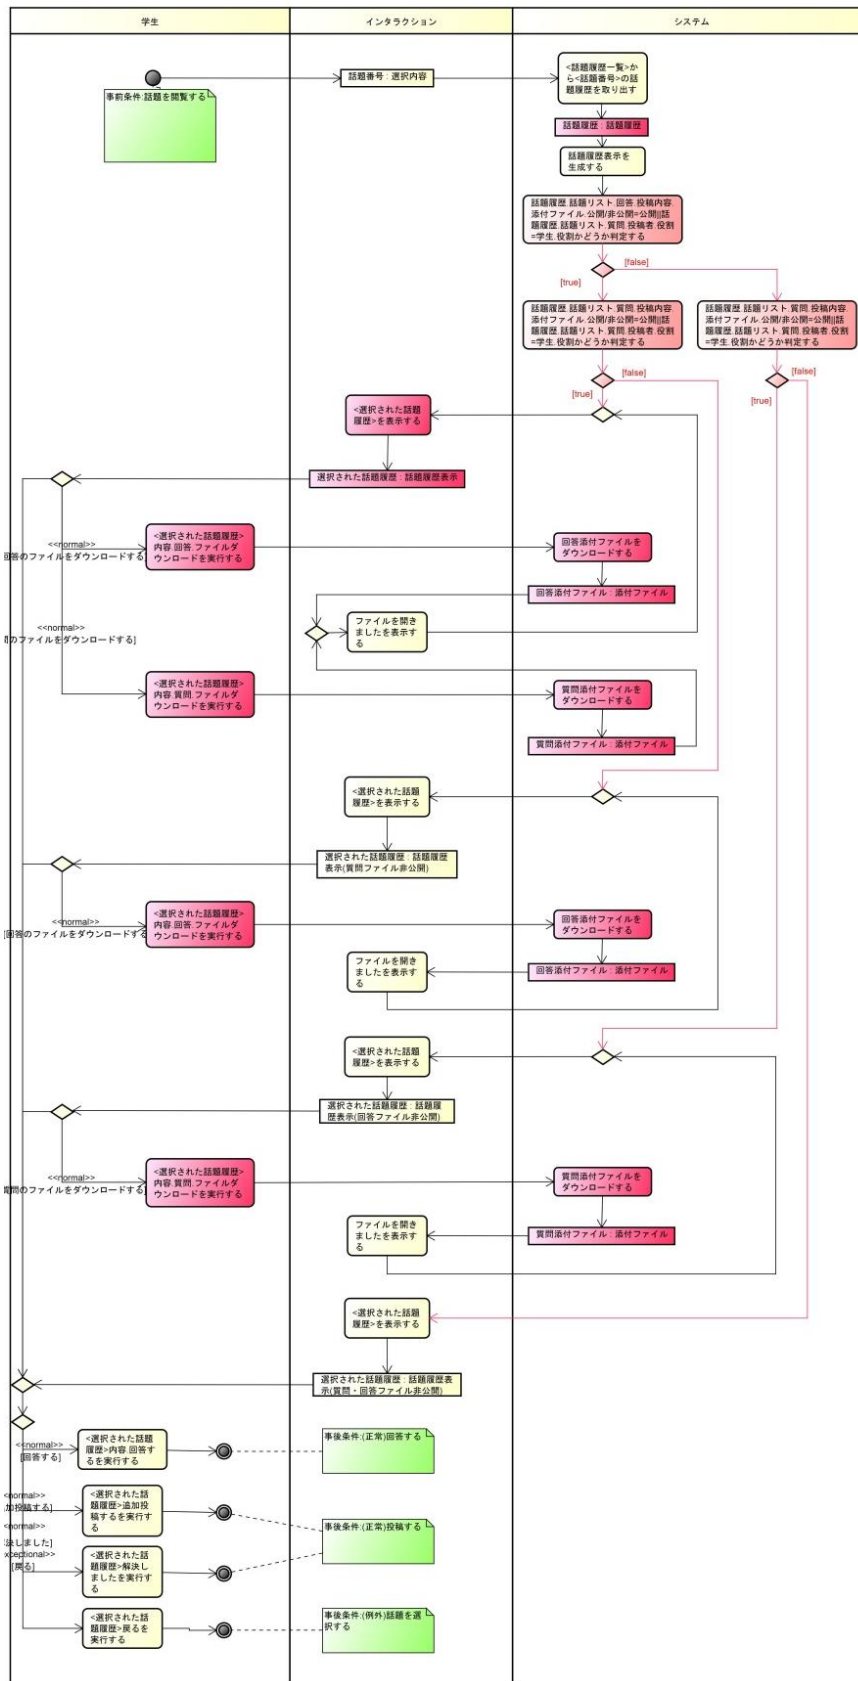 学生
インタラクション
システム
話題番号 : 選択内容
<話題履歴一覧>か
ら<話題番号>の話
題履歴を取り出す
事前条件:話題を閲覧する
話題履歴 : 話題履歴
話題履歴表示を
生成する
話題履歴.話題リスト.回答.投稿内容.
添付ファイル.公開/非公開=公開||話
題履歴.話題リスト.質問.投稿者.役割
=学生.役割かどうか判定する
[false]
[true]
話題履歴.話題リスト.質問.投稿内容.
添付ファイル.公開/非公開=公開||話
題履歴.話題リスト.質問.投稿者.役割
=学生.役割かどうか判定する
話題履歴.話題リスト.質問.投稿内容.
添付ファイル.公開/非公開=公開||話
題履歴.話題リスト.質問.投稿者.役割
=学生.役割かどうか判定する
[false]
[false]
[true]
[true]
<選択された話題
履歴>を表示する
選択された話題履歴 : 話題履歴表示
<<normal>>
回答のファイルをダウンロードする
<選択された話題履歴>
内容.回答.ファイルダ
ウンロードを実行する
回答添付ファイルを
ダウンロードする
回答添付ファイル : 添付ファイル
<<normal>>
のファイルをダウンロードする]
ファイルを開き
ましたを表示す
る
<選択された話題履歴>
内容.質問.ファイルダ
ウンロードを実行する
質問添付ファイルを
ダウンロードする
質問添付ファイル : 添付ファイル
<選択された話題
履歴>を表示する
選択された話題履歴 : 話題履歴
表示(質問ファイル非公開)
<<normal>>
[回答のファイルをダウンロードする
<選択された話題履歴>
内容.回答.ファイルダ
ウンロードを実行する
回答添付ファイルを
ダウンロードする
ファイルを開き
ましたを表示す
る
回答添付ファイル : 添付ファイル
<選択された話題
履歴>を表示する
選択された話題履歴 : 話題履
歴表示(回答ファイル非公開)
<<normal>>
質問のファイルをダウンロードする]
<選択された話題履歴>
内容.質問.ファイルダ
ウンロードを実行する
質問添付ファイルを
ダウンロードする
ファイルを開き
ましたを表示す
る
質問添付ファイル : 添付ファイル
<選択された話題
履歴>を表示する
選択された話題履歴 : 話題履歴表
示(質問・回答ファイル非公開)
<<normal>>
[回答する]
<選択された話題
履歴>内容.回答す
るを実行する
事後条件:(正常)回答する
<normal>>
加投稿する]
<選択された話
題履歴>追加投
稿するを実行す
る
事後条件:(正常)投稿する
<normal>>
決しました]
xceptional>>
[戻る]
<選択された話
題履歴>解決し
ましたを実行す
る
<選択された話
題履歴>戻るを
実行する
事後条件:(例外)話題を選
択する